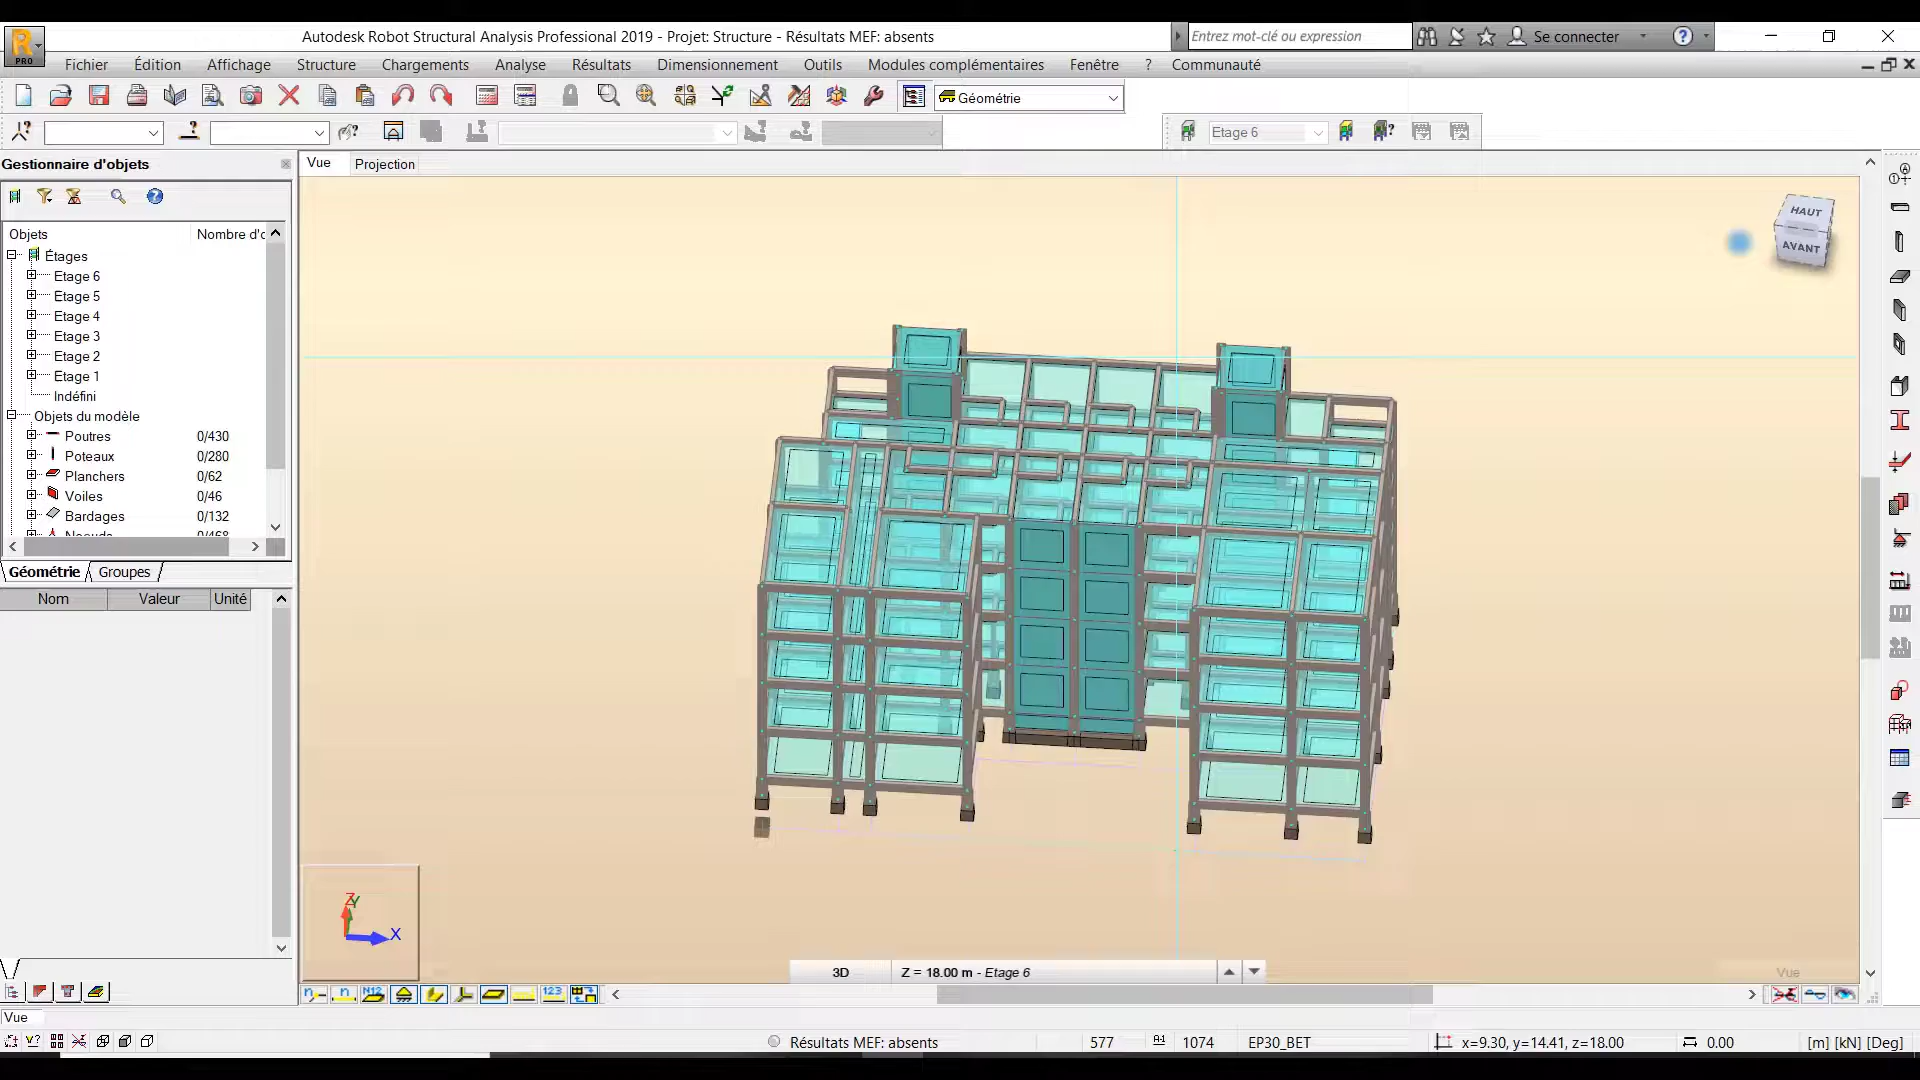 Autodesk Robot Structural Analysis Professional 2019 - Projet: Structure - Résultats MEF: absents
Entrez mot-clé ou expression
Se connecter
PRO
Fichier Édition Affichage Structure Chargements Analyse Résultats Dimensionnement Outils Modules complémentaires Fenêtre ? Communauté
Géométrie
Etage 6
Gestionnaire d'objets
Vue Projection
Objets Nombre d'c
Étages
Etage 6
Etage 5
Etage 4
Etage 3
Etage 2
Etage 1
Indéfini
Objets du modèle
Poutres 0/430
Poteaux 0/280
Planchers 0/62
Voiles 0/46
Bardages 0/132
Géométrie Groupes
Nom Valeur Unité
HAUT
AVANT
Z Y
X
3D Z = 18.00 m - Etage 6
Vue
N12 123
Vue
Résultats MEF: absents 577 1074 EP30_BET x=9.30, y=14.41, z=18.00 0.00 [m] [kN] [Deg]